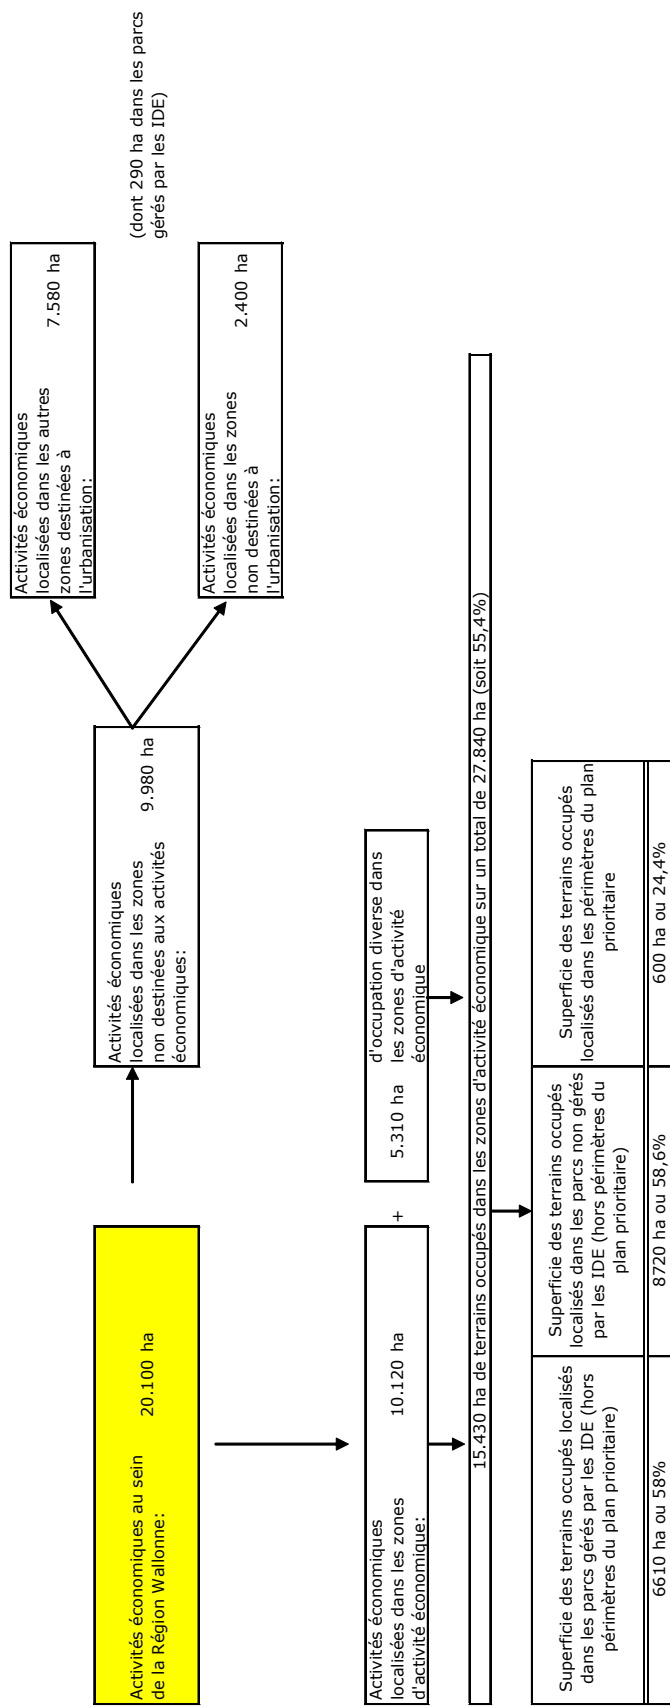 Activités économiques au sein
de la Région Wallonne:
20.100 ha
Activités économiques
localisées dans les zones
non destinées aux activités
économiques:
9.980 ha
Activités économiques
localisées dans les autres
zones destinées à
l'urbanisation:
7.580 ha
(dont 290 ha dans les parcs
gérés par les IDE)
Activités économiques
localisées dans les zones
non destinées à
l'urbanisation:
2.400 ha
Activités économiques
localisées dans les zones
d'activité économique:
10.120 ha
+
5.310 ha
d'occupation diverse dans
les zones d'activité
économique
15.430 ha de terrains occupés dans les zones d'activité économique sur un total de 27.840 ha (soit 55,4%)
Superficie des terrains occupés localisés
dans les parcs gérés par les IDE (hors
périmètres du plan prioritaire)
Superficie des terrains occupés
localisés dans les parcs non gérés
par les IDE (hors périmètres du
plan prioritaire)
Superficie des terrains occupés
localisés dans les périmètres du plan
prioritaire
6610 ha ou 58%
8720 ha ou 58,6%
600 ha ou 24,4%